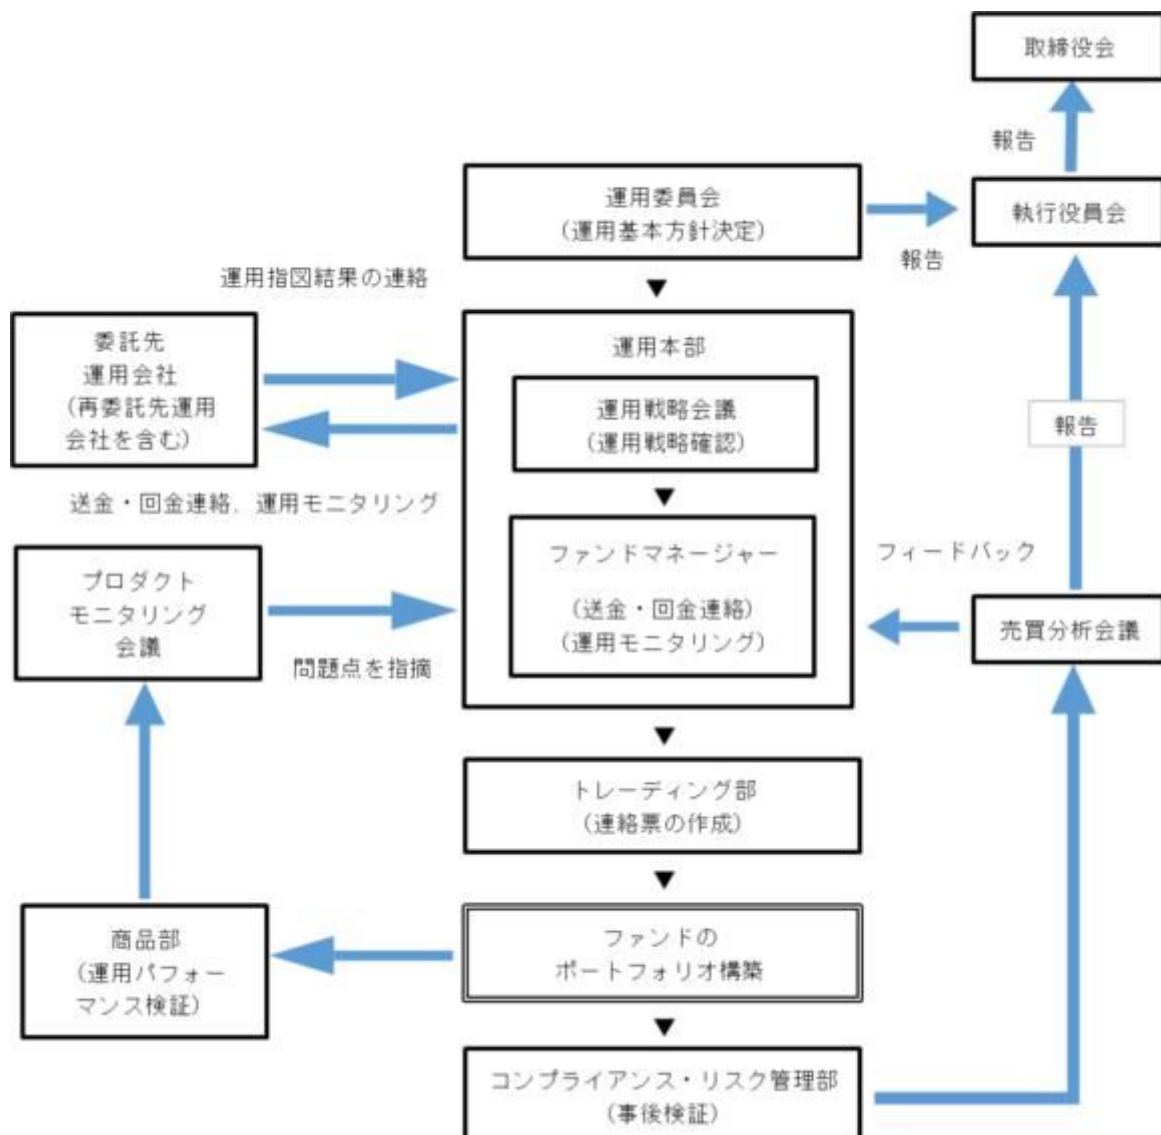 取締役会
報告
運用委員会
(運用基本方針決定)
執行役員会
報告
運用指図結果の連絡
委託先
運用会社
(再委託先運用
会社を含む)
運用本部
運用戦略会議
(運用戦略確認)
報告
送金・回金連絡、運用モニタリング
ファンドマネージャー
(送金・回金連絡)
(運用モニタリング)
フィードバック
プロダクト
モニタリング
会議
問題点を指摘
売買分析会議
トレーディング部
(連絡票の作成)
商品部
(運用パフォー
マンス検証)
ファンドの
ポートフォリオ構築
コンプライアンス・リスク管理部
(事後検証)